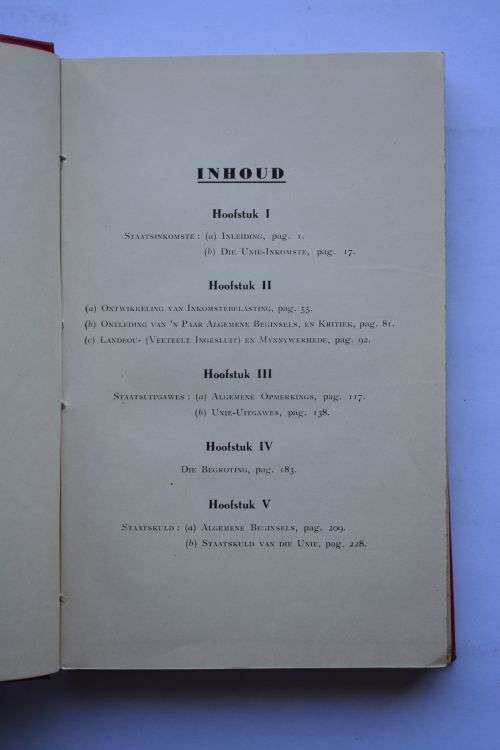 INHOUD
Hoofstuk I
STAATSINKOMSTE: (a) INLEIDING, pag. 1.
(b) DIE UNIE-INKOMSTE, pag. 17.
Hoofstuk II
(a) ONTWIKKELING VAN INKOMSTEBELASTING, pag. 55.
(b) ONTLEDING VAN 'N PAAR ALGEMENE BEGINSELS, EN KRITIEK, pag. 81.
(c) LANDBOU- (VEETEELT INGESLUIT) EN MYNNYWERHEDE, pag. 92.
Hoofstuk III
STAATSUITGAWES: (a) ALGEMENE OPMERKINGS, pag. 117.
(b) UNIE-UITGAWES, pag. 138.
Hoofstuk IV
DIE BEGROTING, pag. 183.
Hoofstuk V
STAATSKULD: (a) ALGEMENE BEGINSELS, pag. 209.
(b) STAATSKULD VAN DIE UNIE, pag. 228.